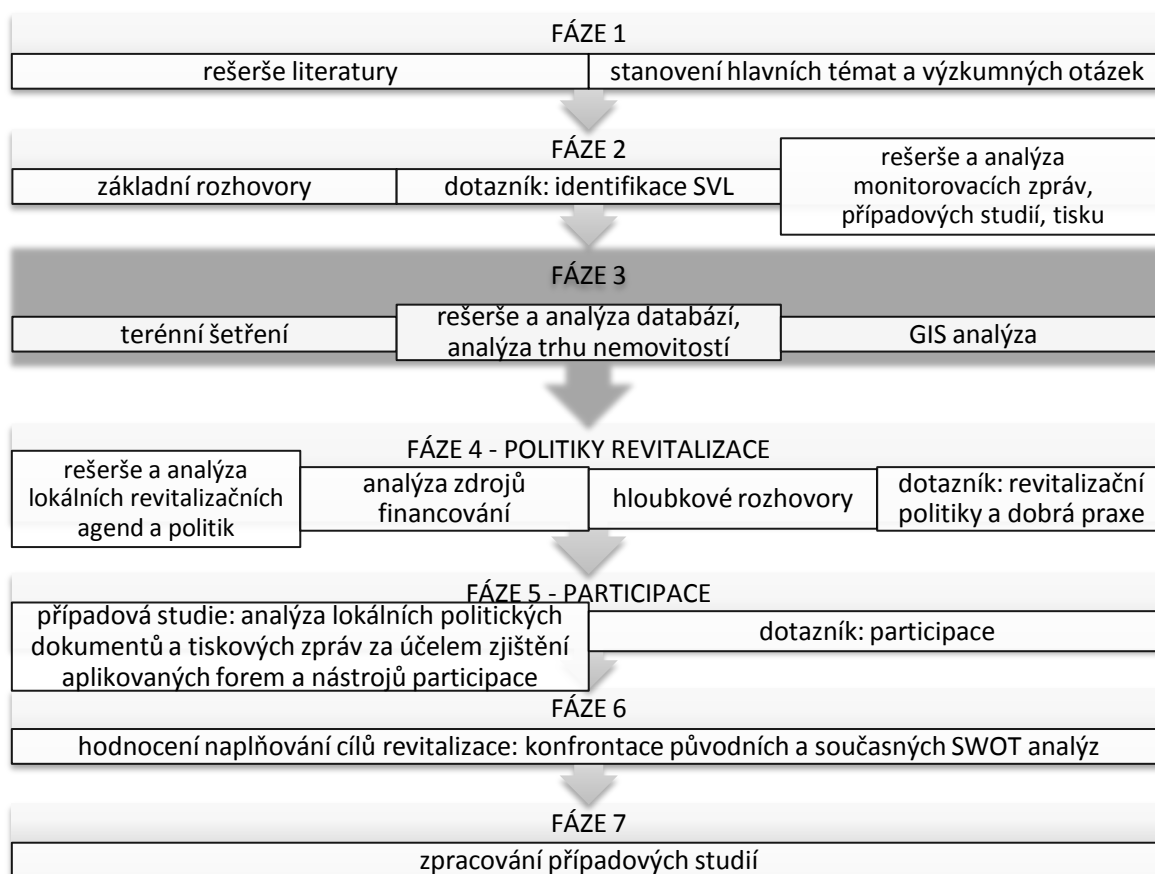 FÁZE 1
rešerše literatury
stanovení hlavních témat a výzkumných otázek
FÁZE 2
základní rozhovory
dotazník: identifikace SVL
rešerše a analýza
monitorovacích zpráv,
případových studií, tisku
FÁZE 3
terénní šetření
rešerše a analýza databází,
analýza trhu nemovitostí
GIS analýza
FÁZE 4 - POLITIKY REVITALIZACE
rešerše a analýza
lokálních revitalizačních
agend a politik
analýza zdrojů
financování
hloubkové rozhovory
dotazník: revitalizační
politiky a dobrá praxe
FÁZE 5 - PARTICIPACE
případová studie: analýza lokálních politických
dokumentů a tiskových zpráv za účelem zjištění
aplikovaných forem a nástrojů participace
dotazník: participace
FÁZE 6
hodnocení naplňování cílů revitalizace: konfrontace původních a současných SWOT analýz
FÁZE 7
zpracování případových studií